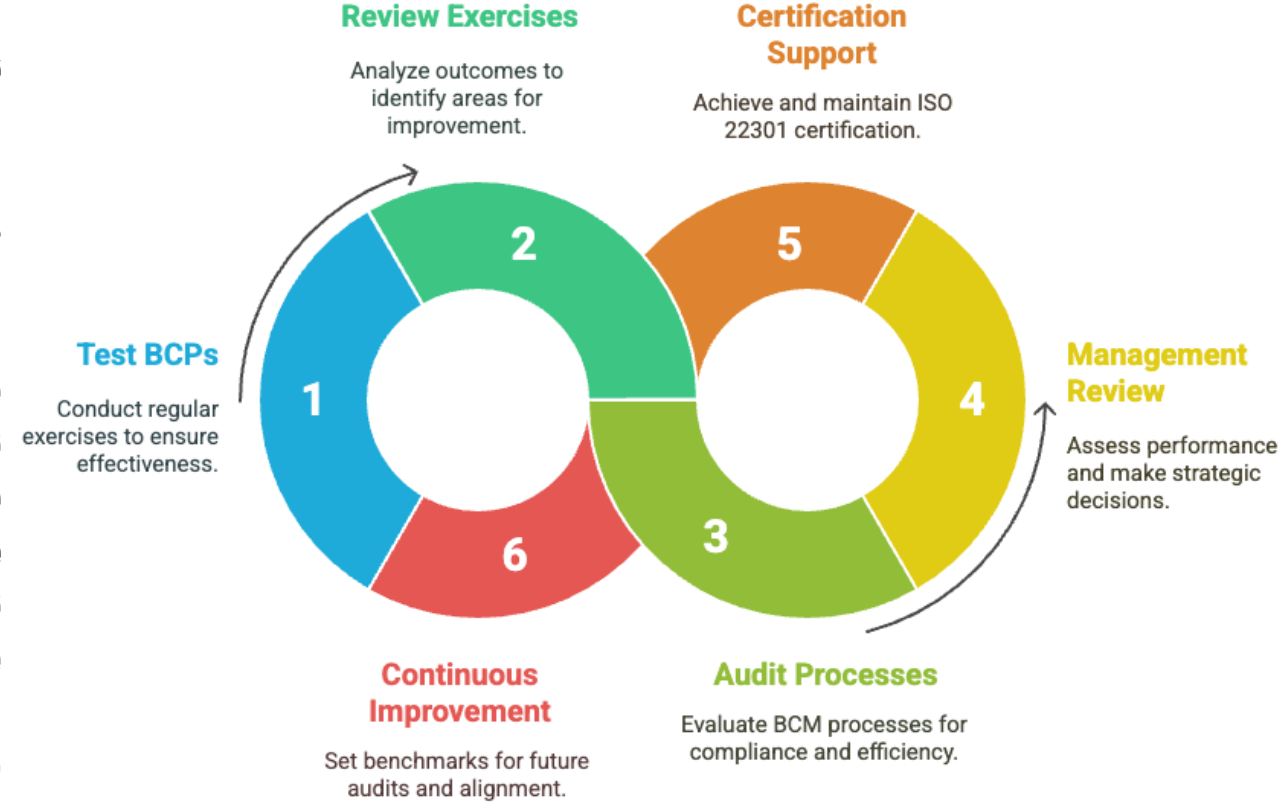 Review Exercises
Analyze outcomes to
identify areas for
improvement.
Certification
Support
Achieve and maintain ISO
22301 certification.
2
5
Test BCPs
Conduct regular
exercises to ensure
effectiveness.
1
4
Management
Review
Assess performance
and make strategic
decisions.
6
3
Continuous
Improvement
Set benchmarks for future
audits and alignment.
Audit Processes
Evaluate BCM processes for
compliance and efficiency.